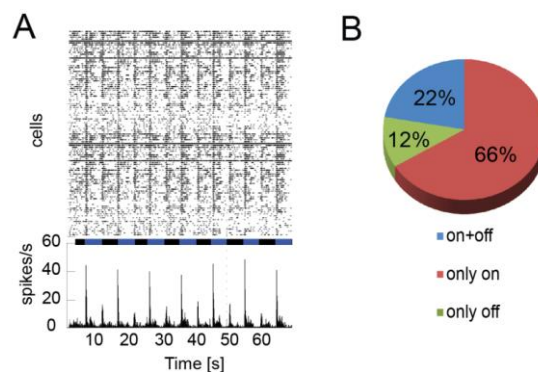 A
cells
60
40
20
0
spikes/s
10 20 30 40 50 60
Time [s]
B
22%
12%
66%
on+off
only on
only off